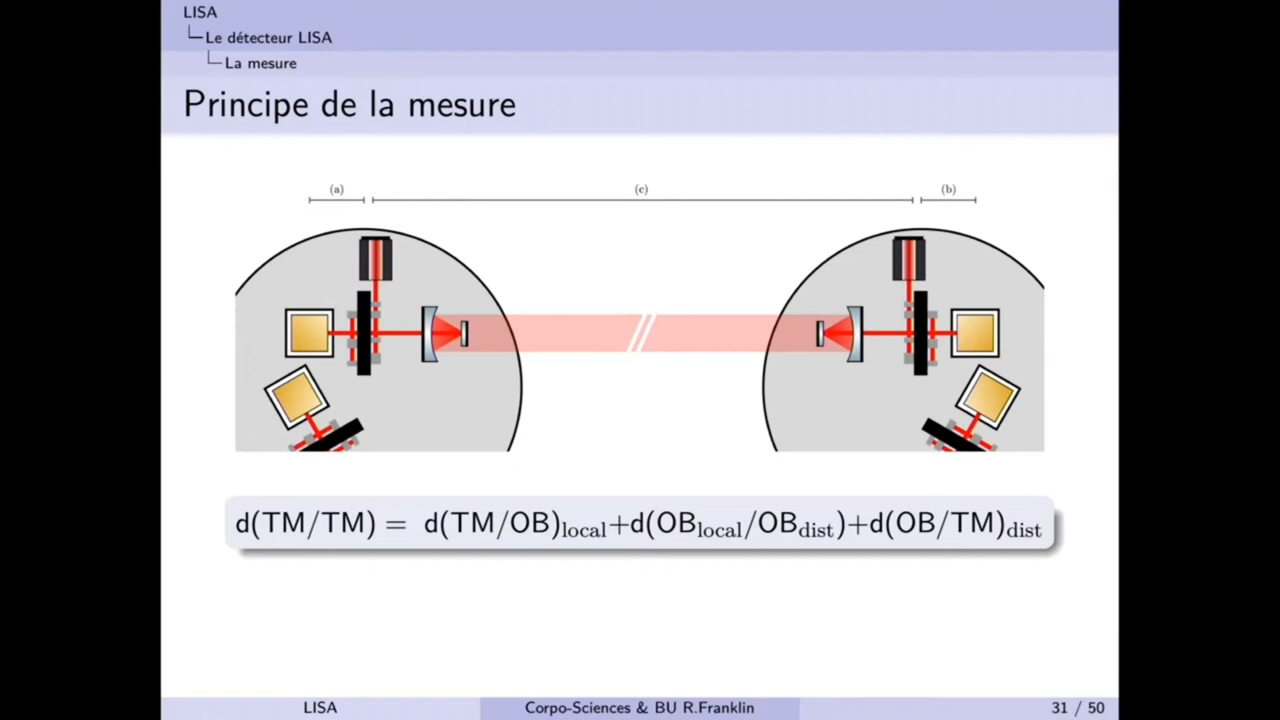 LISA
Le détecteur LISA
La mesure
Principe de la mesure
(a) (c) (b)
d(TM/TM) = d(TM/OB)local+d(OBlocal/OBdist)+d(OB/TM)dist
LISA Corpo-Sciences & BU R.Franklin 31 / 50